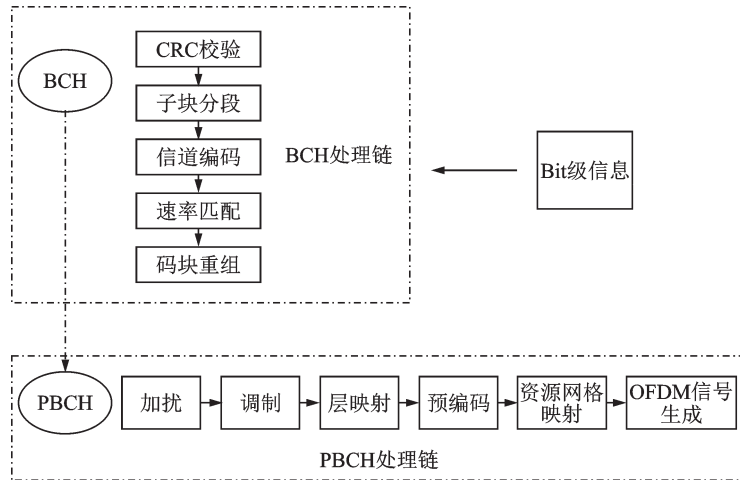 BCH
CRC校验
子块分段
信道编码
速率匹配
码块重组
BCH处理链
Bit级信息
PBCH
加扰
调制
层映射
预编码
资源网格
映射
OFDM信号
生成
PBCH处理链